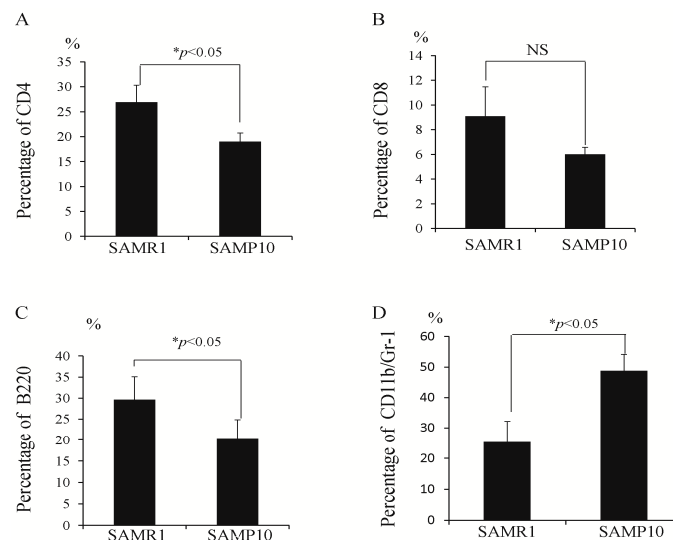 A
%
*p<0.05
Percentage of CD4
35
30
25
20
15
10
5
0
SAMR1 SAMP10
B
%
NS
Percentage of CD8
14
12
10
8
6
4
2
0
SAMR1 SAMP10
C
%
*p<0.05
Percentage of B220
40
35
30
25
20
15
10
5
0
SAMR1 SAMP10
D
%
*p<0.05
Percentage of CD11b/Gr-1
60
50
40
30
20
10
0
SAMR1 SAMP10